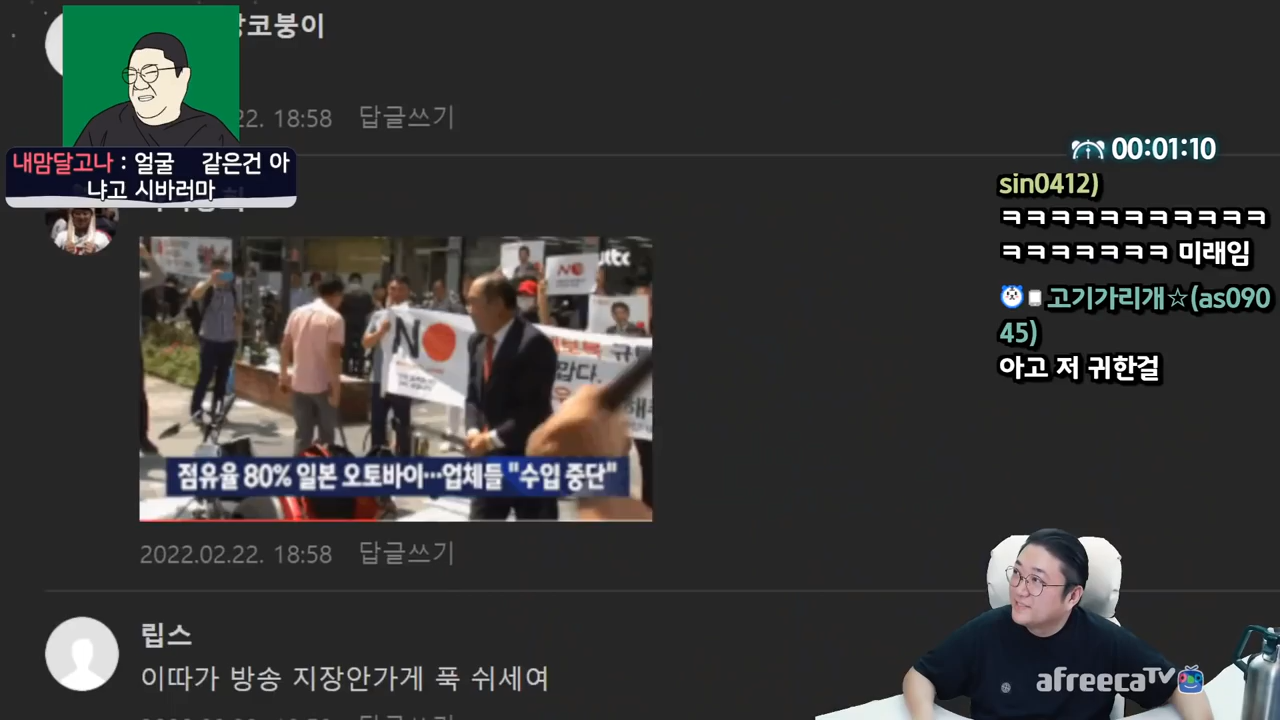 코붕이
22. 18:58 답글쓰기
내맘달고나 : 얼굴 같은건 아
냐고 시바러마
00:01:10
sin0412)
ㅋㅋㅋㅋㅋㅋㅋㅋㅋㅋㅋ
ㅋㅋㅋㅋㅋㅋㅋ 미래임
고기가리개☆(as090
45)
아고 저 귀한걸
NO
점유율 80% 일본 오토바이…업체들 "수입 중단"
2022.02.22. 18:58 답글쓰기
립스
이따가 방송 지장안가게 푹 쉬세여
afreecaTV